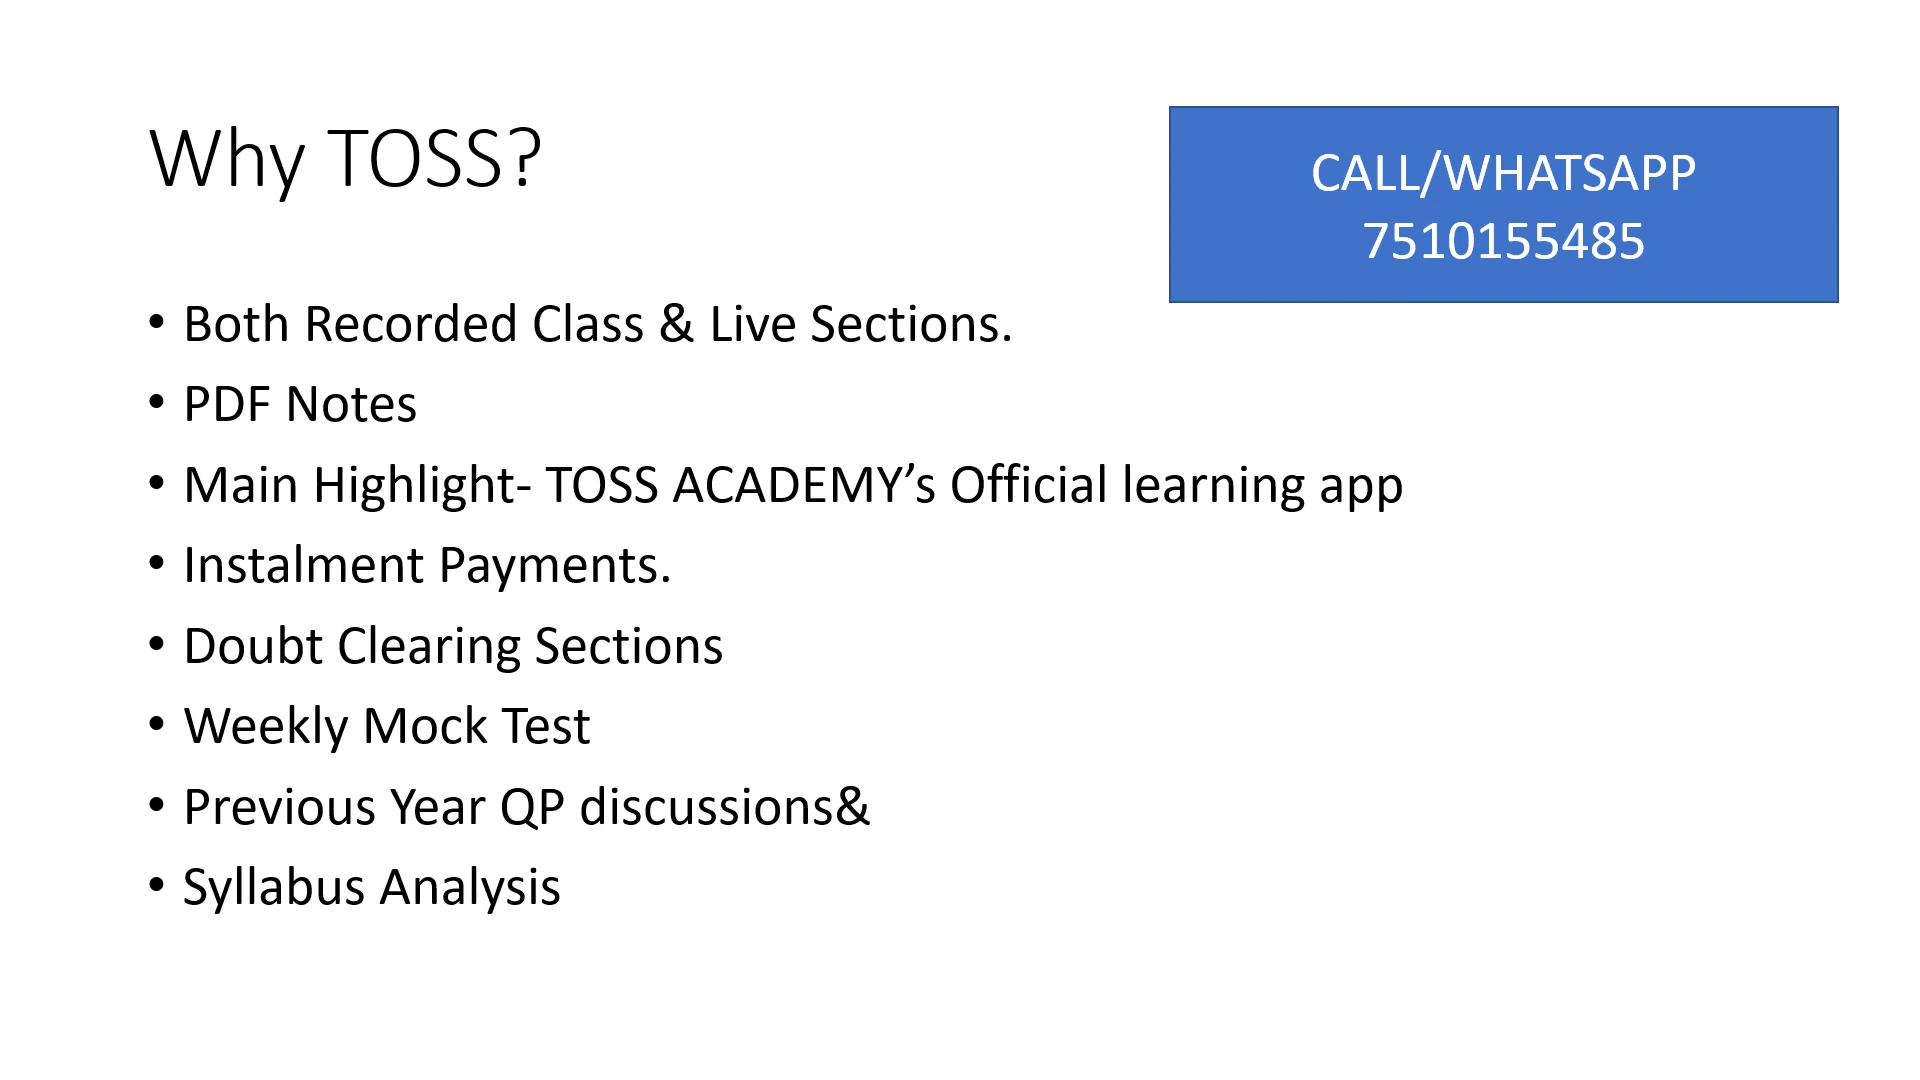 Why TOSS?
CALL/WHATSAPP
7510155485
• Both Recorded Class & Live Sections.
• PDF Notes
• Main Highlight- TOSS ACADEMY’s Official learning app
• Instalment Payments.
• Doubt Clearing Sections
• Weekly Mock Test
• Previous Year QP discussions&
• Syllabus Analysis